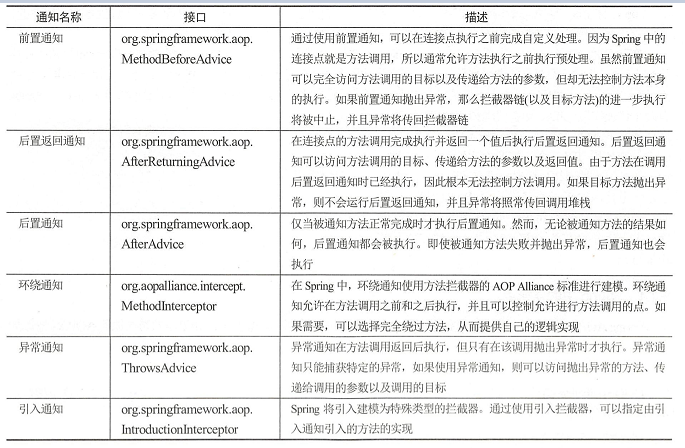 通知名称 接口 描述
前置通知 org.springframework.aop. 通过使用前置通知，可以在连接点执行之前完成自定义处理。因为 Spring 中的
MethodBeforeAdvice 连接点就是方法调用，所以通常允许方法执行之前执行预处理。虽然前置通知
可以完全访问方法调用的目标以及传递给方法的参数，但却无法控制方法本身
的执行。如果前置通知抛出异常，那么拦截器链(以及目标方法)的进一步执行
将被中止，并且异常将传回拦截器链
后置返回通知 org.springframework.aop. 在连接点的方法调用完成执行并返回一个值后执行后置返回通知。后置返回通
AfterReturningAdvice 知可以访问方法调用的目标、传递给方法的参数以及返回值。由于方法在调用
后置返回通知时已经执行，因此根本无法控制方法调用。如果目标方法抛出异
常，则不会运行后置返回通知，并且异常将照常传回调用堆栈
后置通知 org.springframework.aop. 仅当被通知方法正常完成时才执行后置通知。然而，无论被通知方法的结果如
AfterAdvice 何，后置通知都会被执行。即使被通知方法失败并抛出异常，后置通知也会
执行
环绕通知 org.aopalliance.intercept. 在 Spring 中，环绕通知使用方法拦截器的 AOP Alliance 标准进行建模。环绕通
MethodInterceptor 知允许在方法调用之前和之后执行，并且可以控制允许进行方法调用的点。如
果需要，可以选择完全绕过方法，从而提供自己的逻辑实现
异常通知 org.springframework.aop. 异常通知在方法调用返回后执行，但只有在该调用抛出异常时才执行。异常通
ThrowsAdvice 知只能捕获特定的异常，如果使用异常通知，则可以访问抛出异常的方法、传
递给调用的参数以及调用的目标
引入通知 org.springframework.aop. Spring 将引入建模为特殊类型的拦截器。通过使用引入拦截器，可以指定由引
IntroductionInterceptor 入通知引入的方法的实现